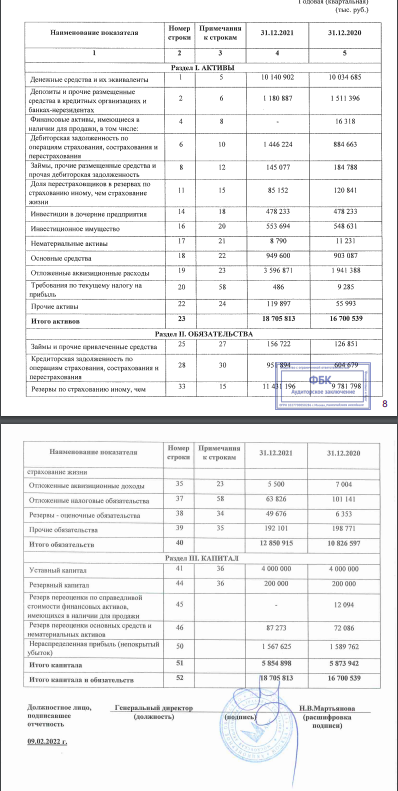 Годовая (квартальная)
(тыс. руб.)
Наименование показателя Номер строки Примечания к строкам 31.12.2021 31.12.2020
1 2 3 4 5
Раздел I. АКТИВЫ
Денежные средства и их эквиваленты 1 5 10 140 902 10 034 685
Депозиты и прочие размещенные
средства в кредитных организациях и 2 6 1 180 887 1 511 396
банках-нерезидентах
Финансовые активы, имеющиеся в
наличии для продажи, в том числе: 4 8 - 16 318
Дебиторская задолженность по
операциям страхования, сострахования и 6 10 1 446 224 884 663
перестрахования
Займы, прочие размещенные средства и
прочая дебиторская задолженность 8 12 145 077 184 788
Доля перестраховщиков в резервах по
страхованию иному, чем страхование 11 15 85 152 120 841
жизни
Инвестиции в дочерние предприятия 14 18 478 233 478 233
Инвестиционное имущество 16 20 553 694 548 631
Нематериальные активы 17 21 8 790 11 231
Основные средства 18 22 949 600 903 087
Отложенные аквизиционные расходы 19 23 3 596 871 1 941 388
Требования по текущему налогу на
прибыль 20 58 486 9 285
Прочие активы 22 24 119 897 55 993
Итого активов 23 18 705 813 16 700 539
Раздел II. ОБЯЗАТЕЛЬСТВА
Займы и прочие привлеченные средства 25 27 156 722 126 851
Кредиторская задолженность по
операциям страхования, сострахования и 28 30 951 894 604 679
перестрахования
Резервы по страхованию иному, чем 33 15 11 431 196 9 781 798
ФБК
Аудиторское заключение
8
Наименование показателя Номер строки Примечания к строкам 31.12.2021 31.12.2020
страхование жизни
Отложенные аквизиционные доходы 35 23 5 500 7 004
Отложенные налоговые обязательства 37 58 63 826 101 141
Резервы - оценочные обязательства 38 34 49 676 6 353
Прочие обязательства 39 35 192 101 198 771
Итого обязательств 40 12 850 915 10 826 597
Раздел III. КАПИТАЛ
Уставный капитал 41 36 4 000 000 4 000 000
Резервный капитал 44 36 200 000 200 000
Резерв переоценки по справедливой
стоимости финансовых активов, 45 - 12 094
имеющихся в наличии для продажи
Резерв переоценки основных средств и
нематериальных активов 46 87 273 72 086
Нераспределенная прибыль (непокрытый
убыток) 50 1 567 625 1 589 762
Итого капитала 51 5 854 898 5 873 942
Итого капитала и обязательств 52 18 705 813 16 700 539
Должностное лицо, Генеральный директор Н.В.Мартьянова
подписавшее (должность) (подпись) (расшифровка
отчетность подписи)
09.02.2022 г.